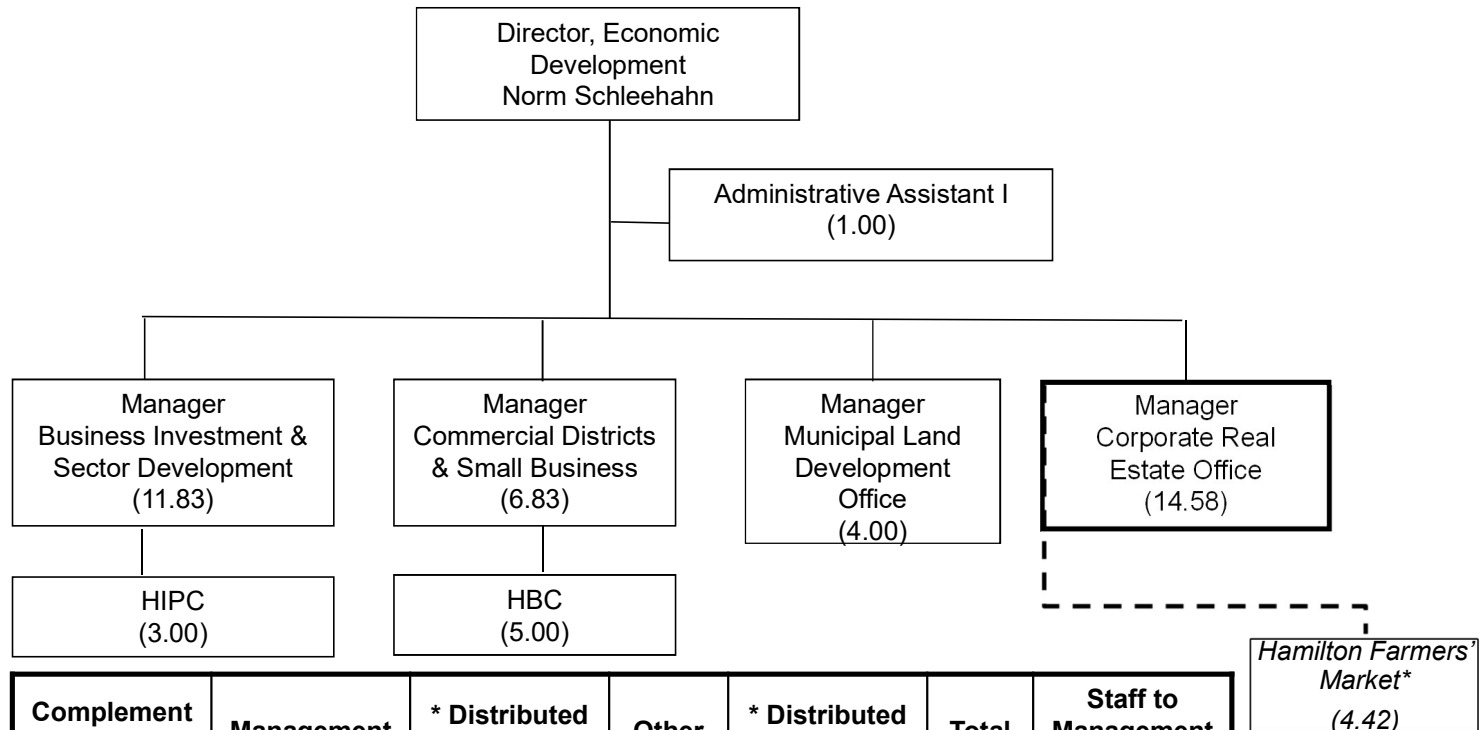 Director, Economic
Development
Norm Schleehahn
Administrative Assistant I
(1.00)
Manager
Business Investment &
Sector Development
(11.83)
Manager
Commercial Districts
& Small Business
(6.83)
Manager
Municipal Land
Development
Office
(4.00)
Manager
Corporate Real
Estate Office
(14.58)
HIPC
(3.00)
HBC
(5.00)
Hamilton Farmers'
Market*
(4.42)
Complement
Management
* Distributed
Other
* Distributed
Total
Staff to
Management